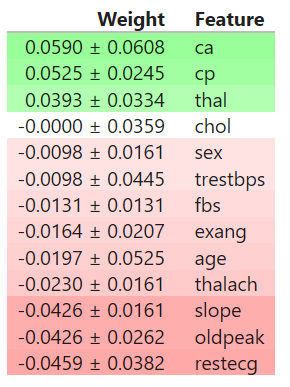 Weight Feature
0.0590 ± 0.0608 ca
0.0525 ± 0.0245 cp
0.0393 ± 0.0334 thal
-0.0000 ± 0.0359 chol
-0.0098 ± 0.0161 sex
-0.0098 ± 0.0445 trestbps
-0.0131 ± 0.0131 fbs
-0.0164 ± 0.0207 exang
-0.0197 ± 0.0525 age
-0.0230 ± 0.0161 thalach
-0.0426 ± 0.0161 slope
-0.0426 ± 0.0262 oldpeak
-0.0459 ± 0.0382 restecg